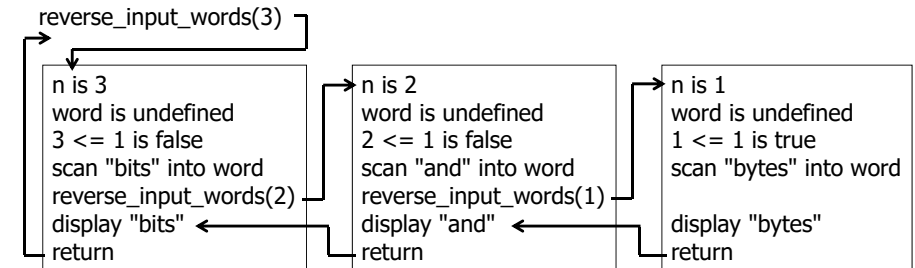 reverse_input_words(3)
n is 3
word is undefined
3 <= 1 is false
scan "bits" into word
reverse_input_words(2)
display "bits"
return
n is 2
word is undefined
2 <= 1 is false
scan "and" into word
reverse_input_words(1)
display "and"
return
n is 1
word is undefined
1 <= 1 is true
scan "bytes" into word
display "bytes"
return